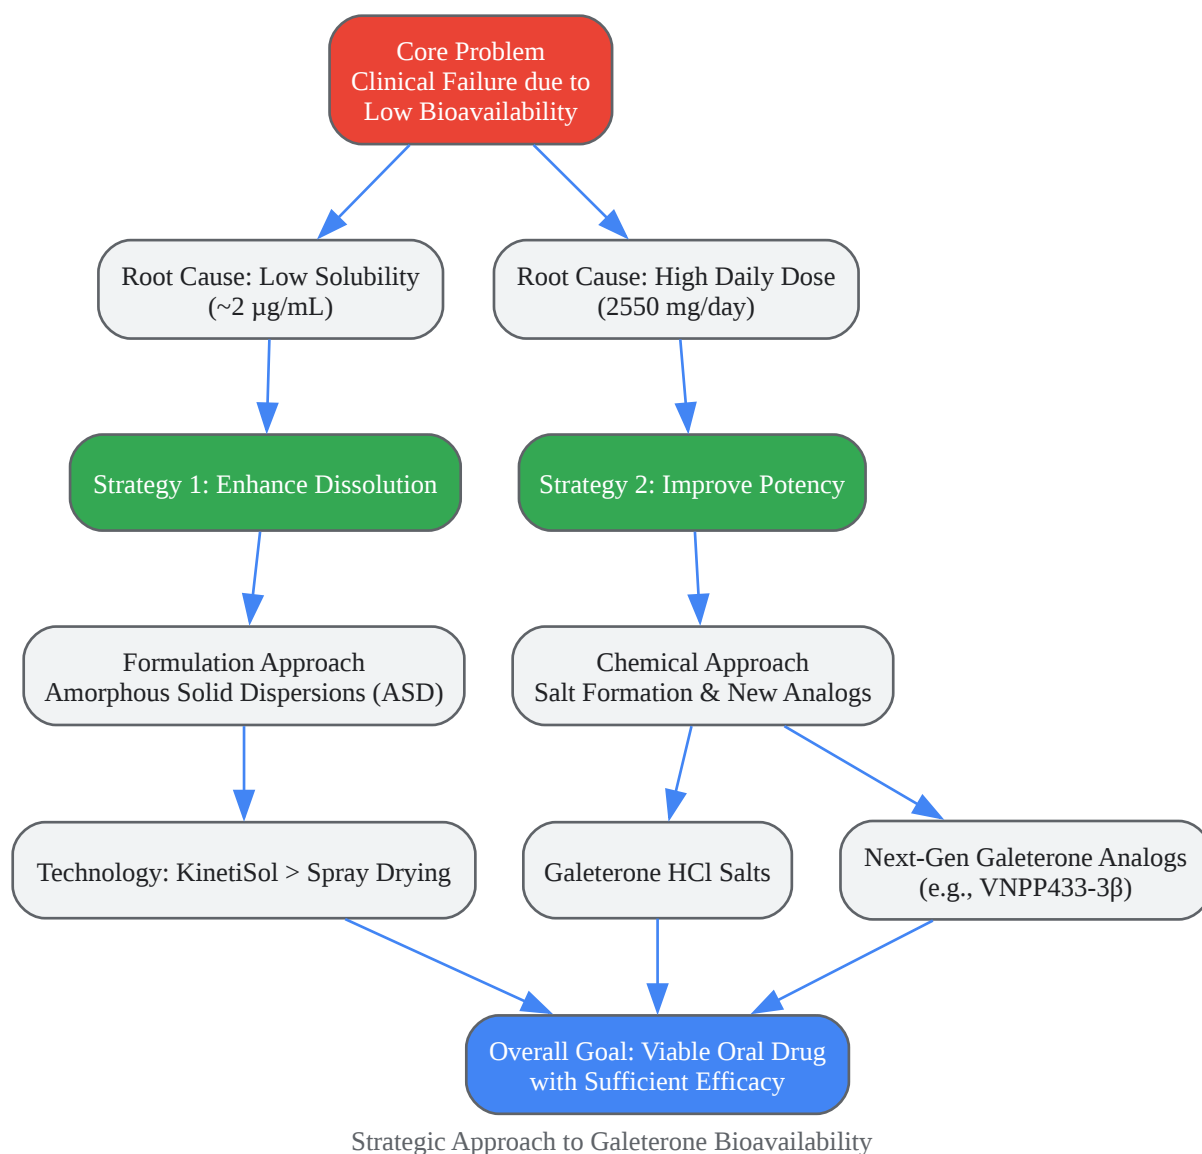 Core Problem
Clinical Failure due to
Low Bioavailability
Root Cause: Low Solubility
(~2 µg/mL)
Root Cause: High Daily Dose
(2550 mg/day)
Strategy 1: Enhance Dissolution
Strategy 2: Improve Potency
Formulation Approach
Amorphous Solid Dispersions (ASD)
Chemical Approach
Salt Formation & New Analogs
Technology: KinetiSol > Spray Drying
Galeterone HCl Salts
Next-Gen Galeterone Analogs
(e.g., VNPP433-3β)
Overall Goal: Viable Oral Drug
with Sufficient Efficacy
Strategic Approach to Galeterone Bioavailability